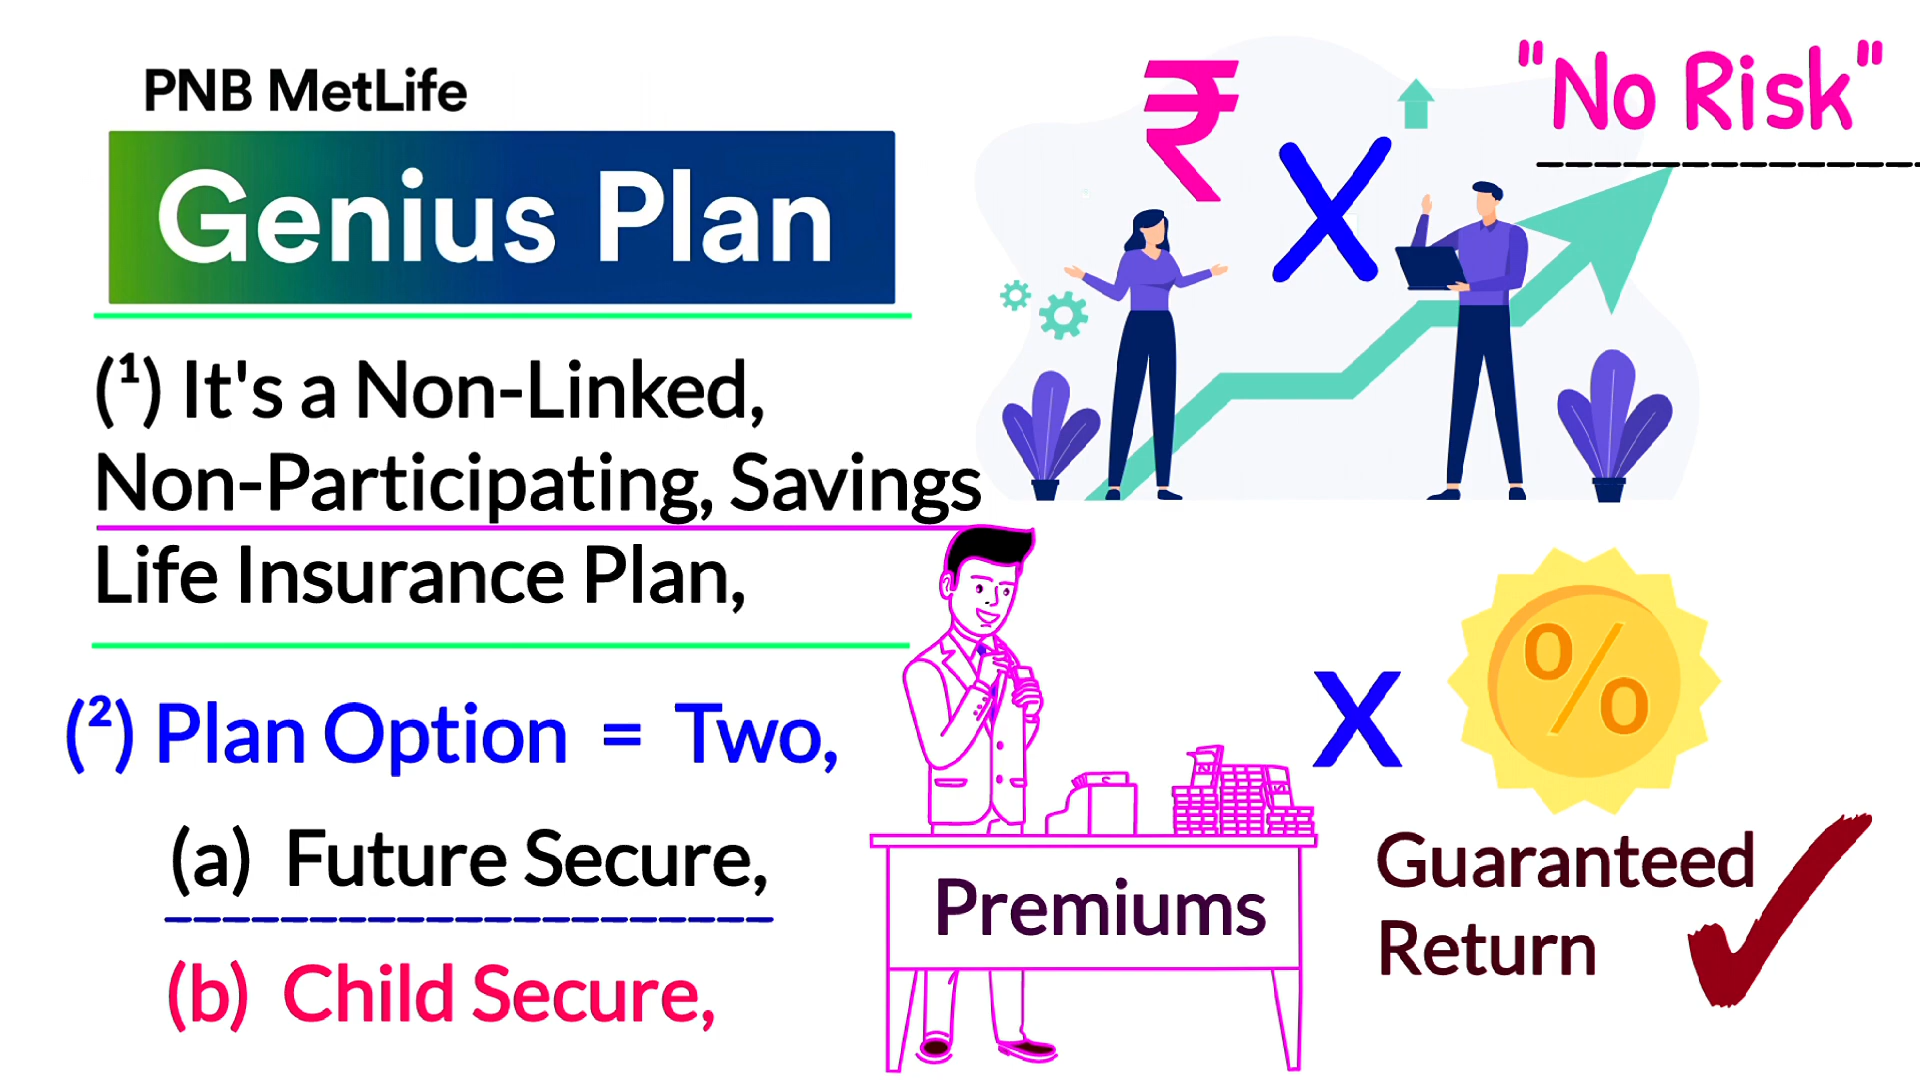 PNB MetLife
Genius Plan
(¹) It's a Non-Linked,
Non-Participating, Savings
Life Insurance Plan,
(²) Plan Option = Two,
(a) Future Secure,
(b) Child Secure,
"No Risk"
₹ X
Premiums
X %
Guaranteed
Return